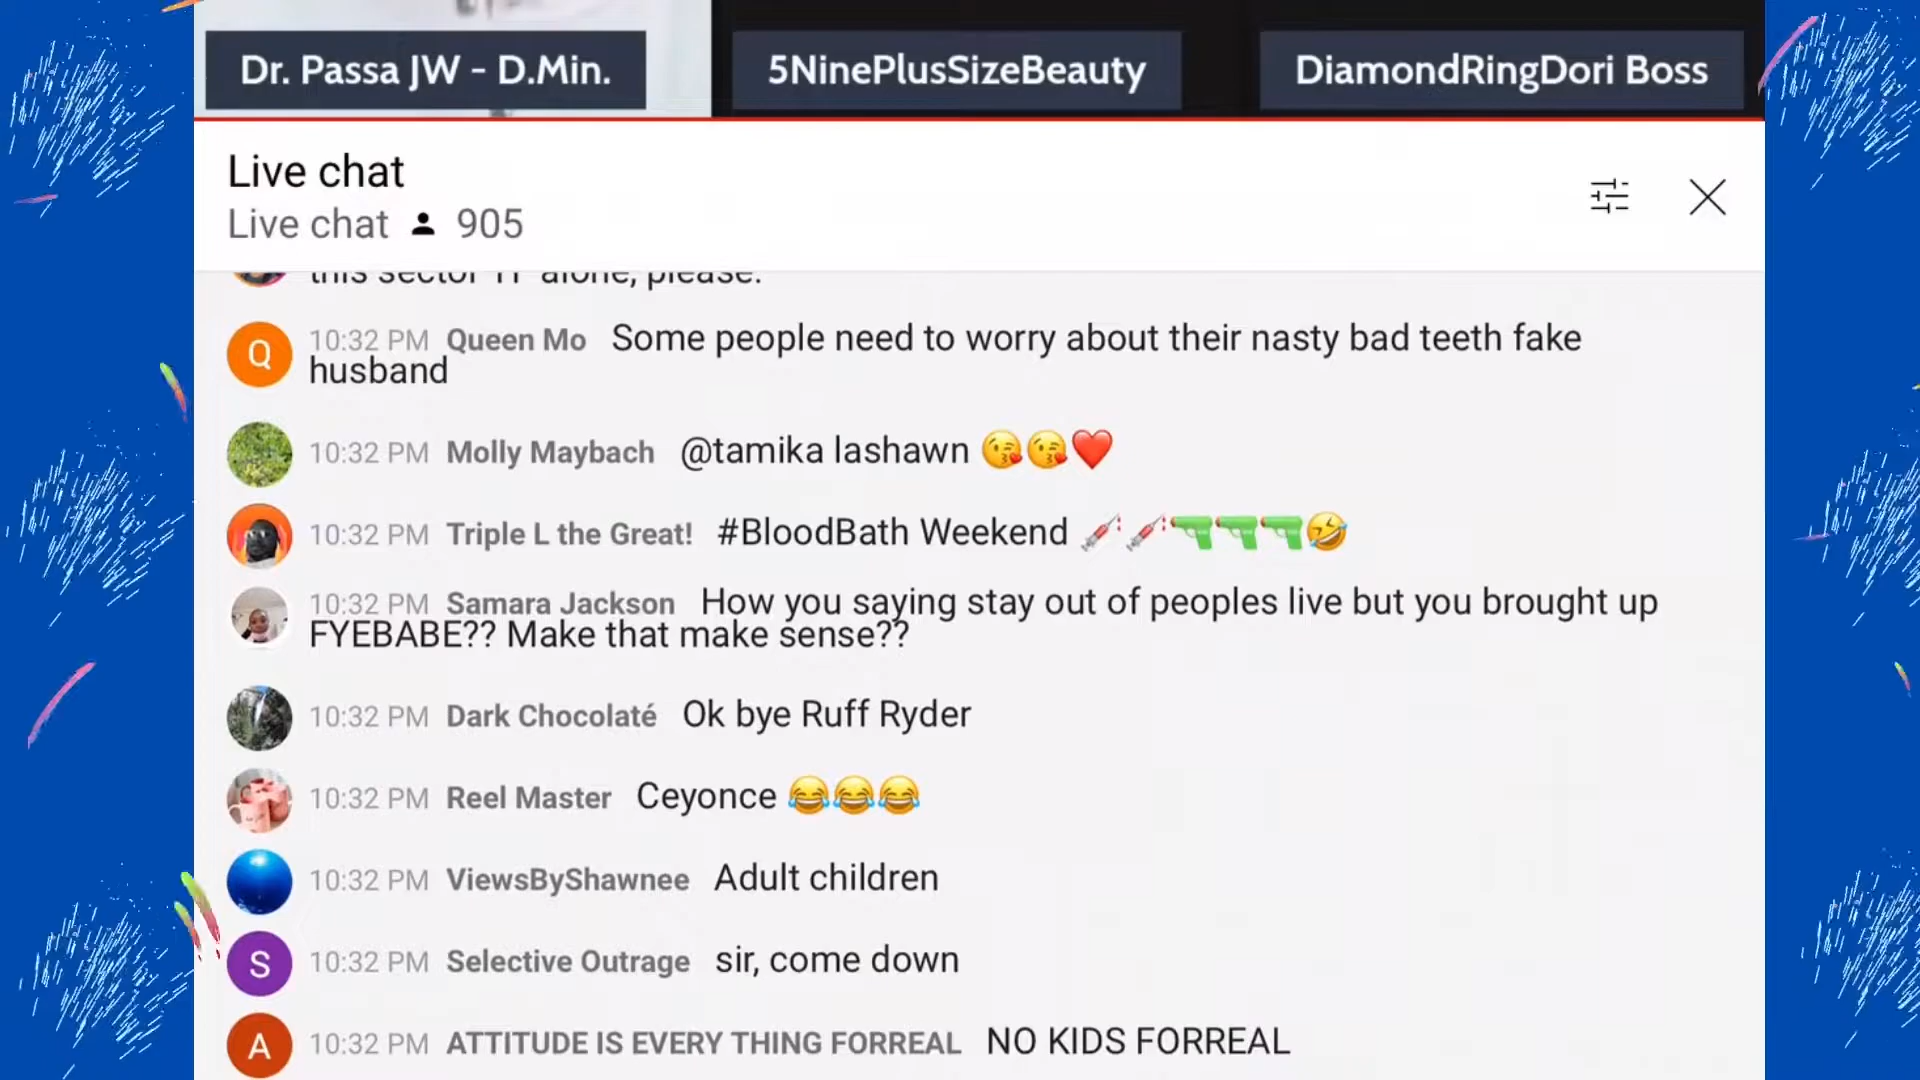 Dr. Passa JW - D.Min.
5NinePlusSizeBeauty
DiamondRingDori Boss
Live chat
Live chat 905
this sector 1F alone, please.
Q
10:32 PM Queen Mo Some people need to worry about their nasty bad teeth fake
husband
10:32 PM Molly Maybach @tamika lashawn 😘😘❤️
10:32 PM Triple L the Great! #BloodBath Weekend 💉💉🔫🔫🔫🤣
10:32 PM Samara Jackson How you saying stay out of peoples live but you brought up
FYEBABE?? Make that make sense??
10:32 PM Dark Chocolaté Ok bye Ruff Ryder
10:32 PM Reel Master Ceyonce 😂😂😂
10:32 PM ViewsByShawnee Adult children
S
10:32 PM Selective Outrage sir, come down
A
10:32 PM ATTITUDE IS EVERY THING FORREAL NO KIDS FORREAL